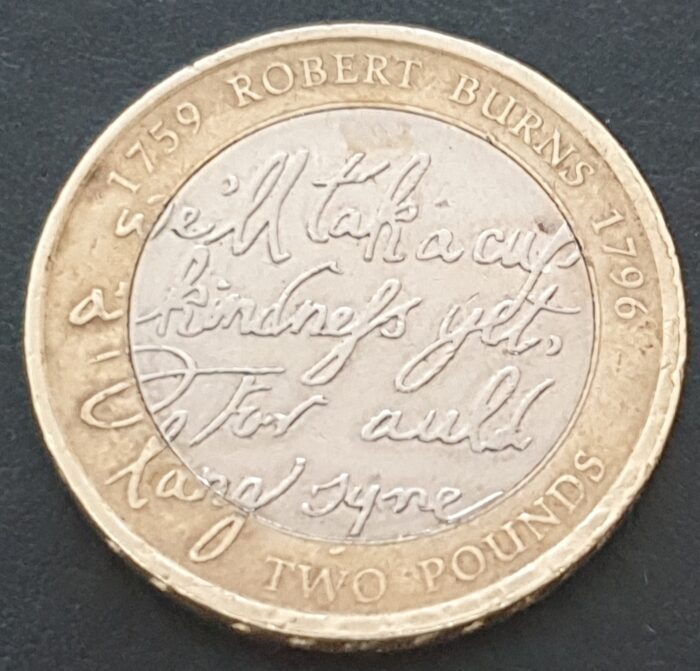 1759 ROBERT BURNS 1796
we'll tak a cup
kindneſs yet,
For auld
lang syne
TWO POUNDS